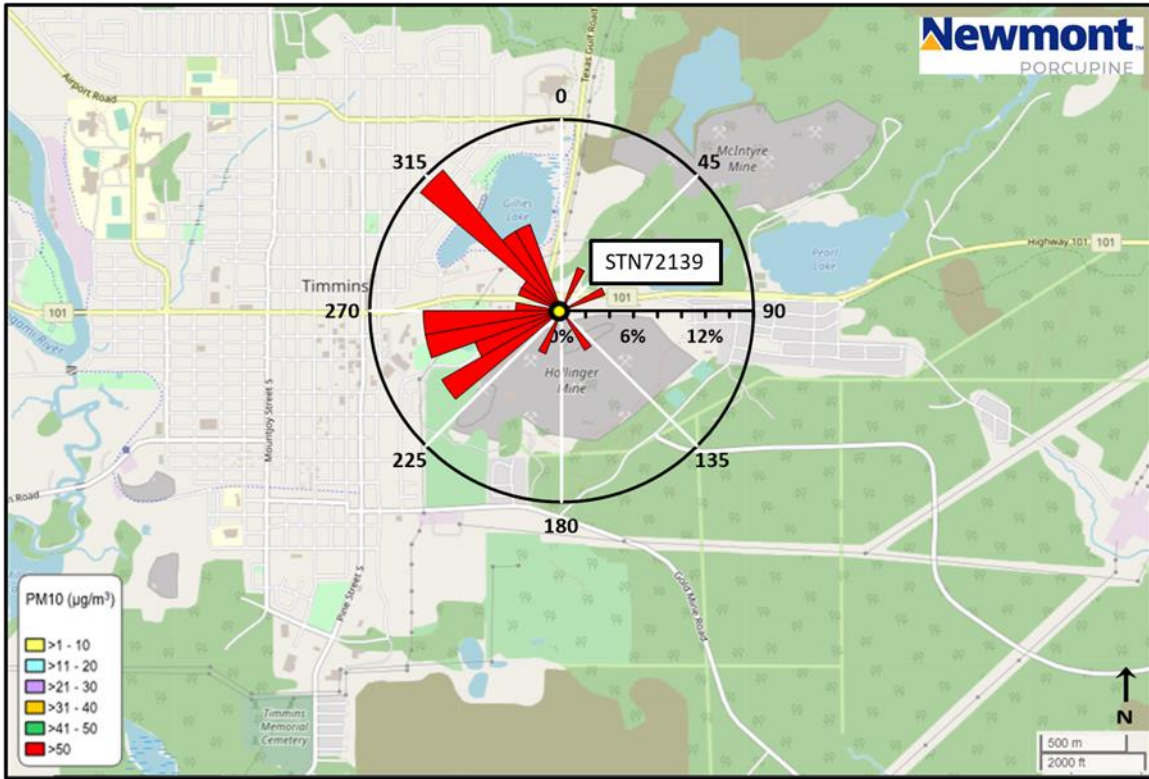 Newmont™
PORCUPINE
Airport Road
Texas Gulf Road
0
315
45
McIntyre
Mine
Gillies
Lake
Pearl
Lake
Highway 101
101
STN72139
Timmins
101
270
101
90
0%
6%
12%
Hollinger
Mine
Mountjoy Street S
225
135
Road
180
Gold Mine Road
Pine Street S
PM10 (µg/m³)
>1 - 10
>11 - 20
>21 - 30
>31 - 40
>41 - 50
>50
Timmins
Memorial
Cemetery
N
500 m
2000 ft